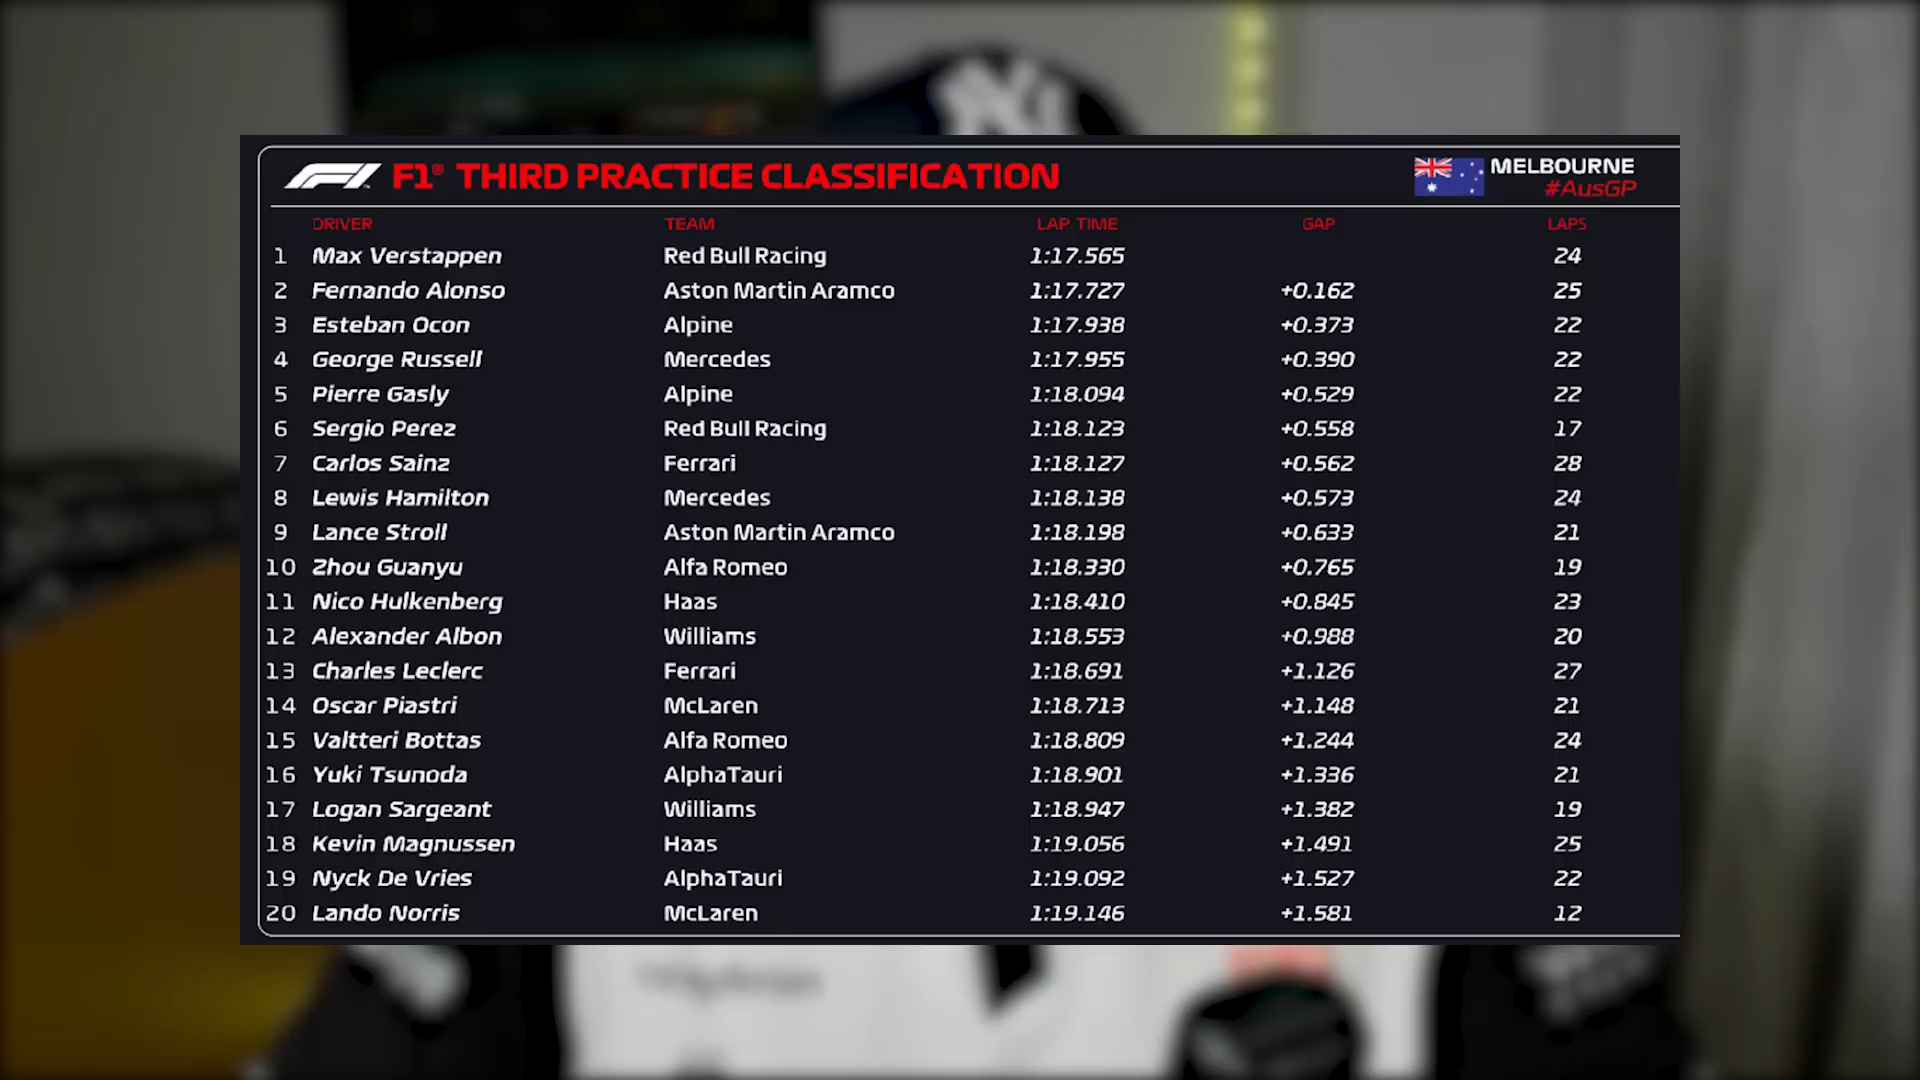 F1® THIRD PRACTICE CLASSIFICATION MELBOURNE
#AusGP
DRIVER TEAM LAP TIME GAP LAPS
1 Max Verstappen Red Bull Racing 1:17.565 24
2 Fernando Alonso Aston Martin Aramco 1:17.727 +0.162 25
3 Esteban Ocon Alpine 1:17.938 +0.373 22
4 George Russell Mercedes 1:17.955 +0.390 22
5 Pierre Gasly Alpine 1:18.094 +0.529 22
6 Sergio Perez Red Bull Racing 1:18.123 +0.558 17
7 Carlos Sainz Ferrari 1:18.127 +0.562 28
8 Lewis Hamilton Mercedes 1:18.138 +0.573 24
9 Lance Stroll Aston Martin Aramco 1:18.198 +0.633 21
10 Zhou Guanyu Alfa Romeo 1:18.330 +0.765 19
11 Nico Hulkenberg Haas 1:18.410 +0.845 23
12 Alexander Albon Williams 1:18.553 +0.988 20
13 Charles Leclerc Ferrari 1:18.691 +1.126 27
14 Oscar Piastri McLaren 1:18.713 +1.148 21
15 Valtteri Bottas Alfa Romeo 1:18.809 +1.244 24
16 Yuki Tsunoda AlphaTauri 1:18.901 +1.336 21
17 Logan Sargeant Williams 1:18.947 +1.382 19
18 Kevin Magnussen Haas 1:19.056 +1.491 25
19 Nyck De Vries AlphaTauri 1:19.092 +1.527 22
20 Lando Norris McLaren 1:19.146 +1.581 12